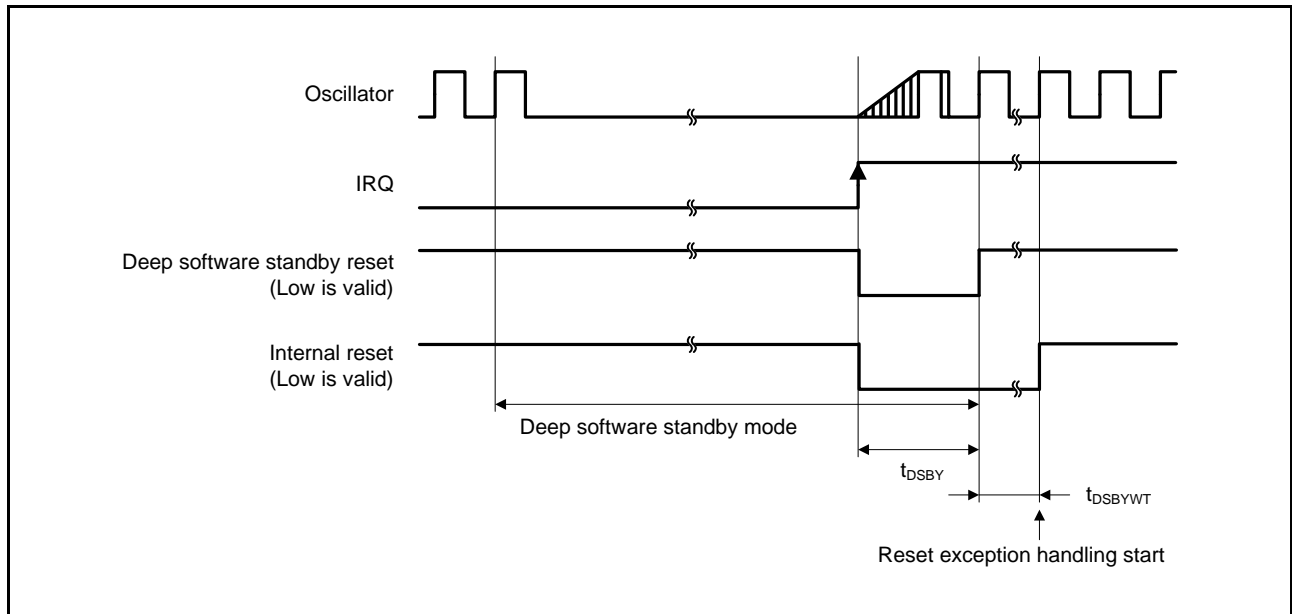 Oscillator
IRQ
Deep software standby reset
(Low is valid)
Internal reset
(Low is valid)
Deep software standby mode
tDSBY
tDSBYWT
Reset exception handling start